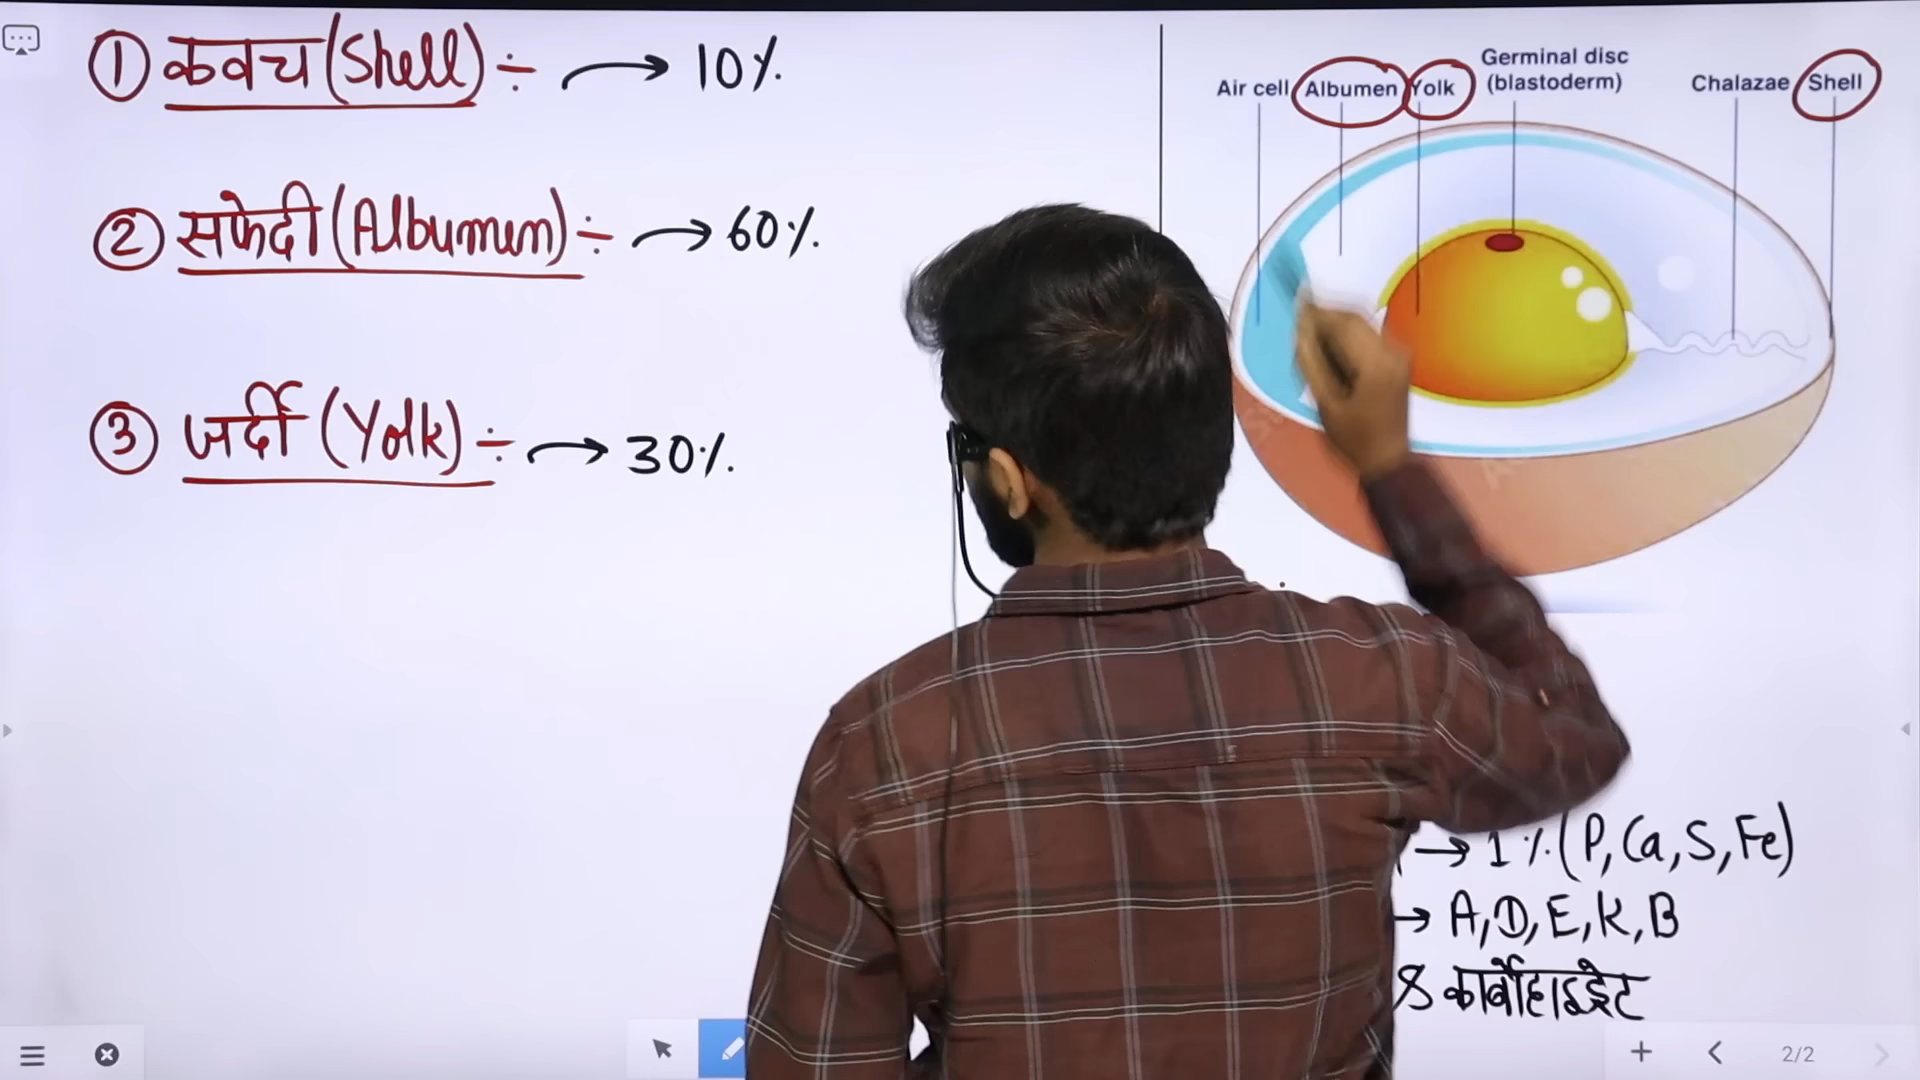 ① कवच (Shell) ÷ → 10%
② सफेदी (Albumen) ÷ → 60%
③ जर्दी (Yolk) ÷ → 30%
Air cell Albumen Yolk Germinal disc (blastoderm) Chalazae Shell
→ 1% (P, Ca, S, Fe)
→ A, D, E, K, B
कार्बोहाइड्रेट
2/2